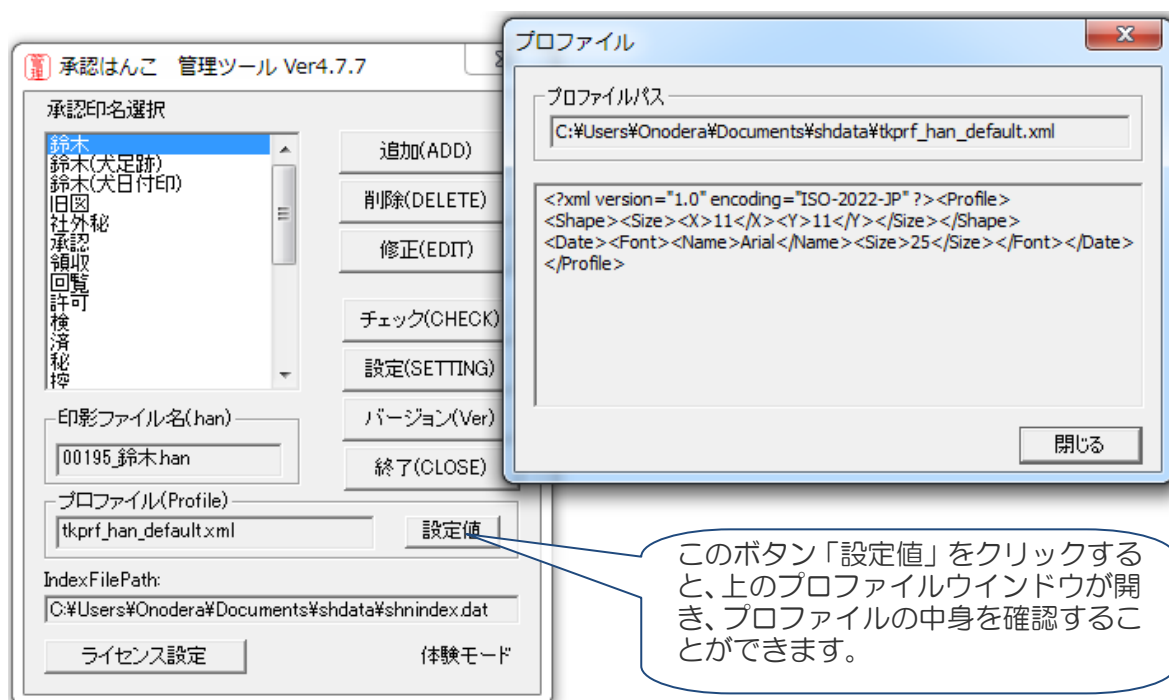 承認はんこ 管理ツール Ver4.7.7
承認印名選択
鈴木
鈴木(犬足跡)
鈴木(犬日付印)
旧図
社外秘
承認
領収
回覧
許可
検
済
秘
控
追加(ADD)
削除(DELETE)
修正(EDIT)
チェック(CHECK)
設定(SETTING)
バージョン(Ver)
終了(CLOSE)
印影ファイル名(.han)
00195_鈴木.han
プロファイル(Profile)
tkprf_han_default.xml
設定値
IndexFilePath:
C:¥Users¥Onodera¥Documents¥shdata¥shnindex.dat
ライセンス設定
体験モード
プロファイル
プロファイルパス
C:¥Users¥Onodera¥Documents¥shdata¥tkprf_han_default.xml
<?xml version="1.0" encoding="ISO-2022-JP" ?><Profile>
<Shape><Size><X>11</X><Y>11</Y></Size></Shape>
<Date><Font><Name>Arial</Name><Size>25</Size></Font></Date>
</Profile>
閉じる
このボタン「設定値」をクリックする
と、上のプロファイルウインドウが開
き、プロファイルの中身を確認するこ
とができます。